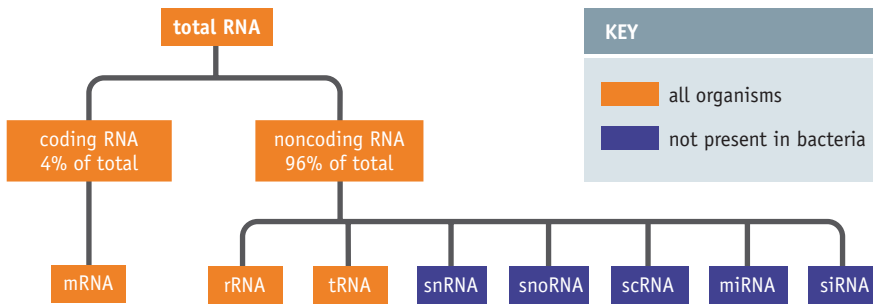 total RNA
KEY
all organisms
not present in bacteria
coding RNA
4% of total
noncoding RNA
96% of total
mRNA
rRNA
tRNA
snRNA
snoRNA
scRNA
miRNA
siRNA